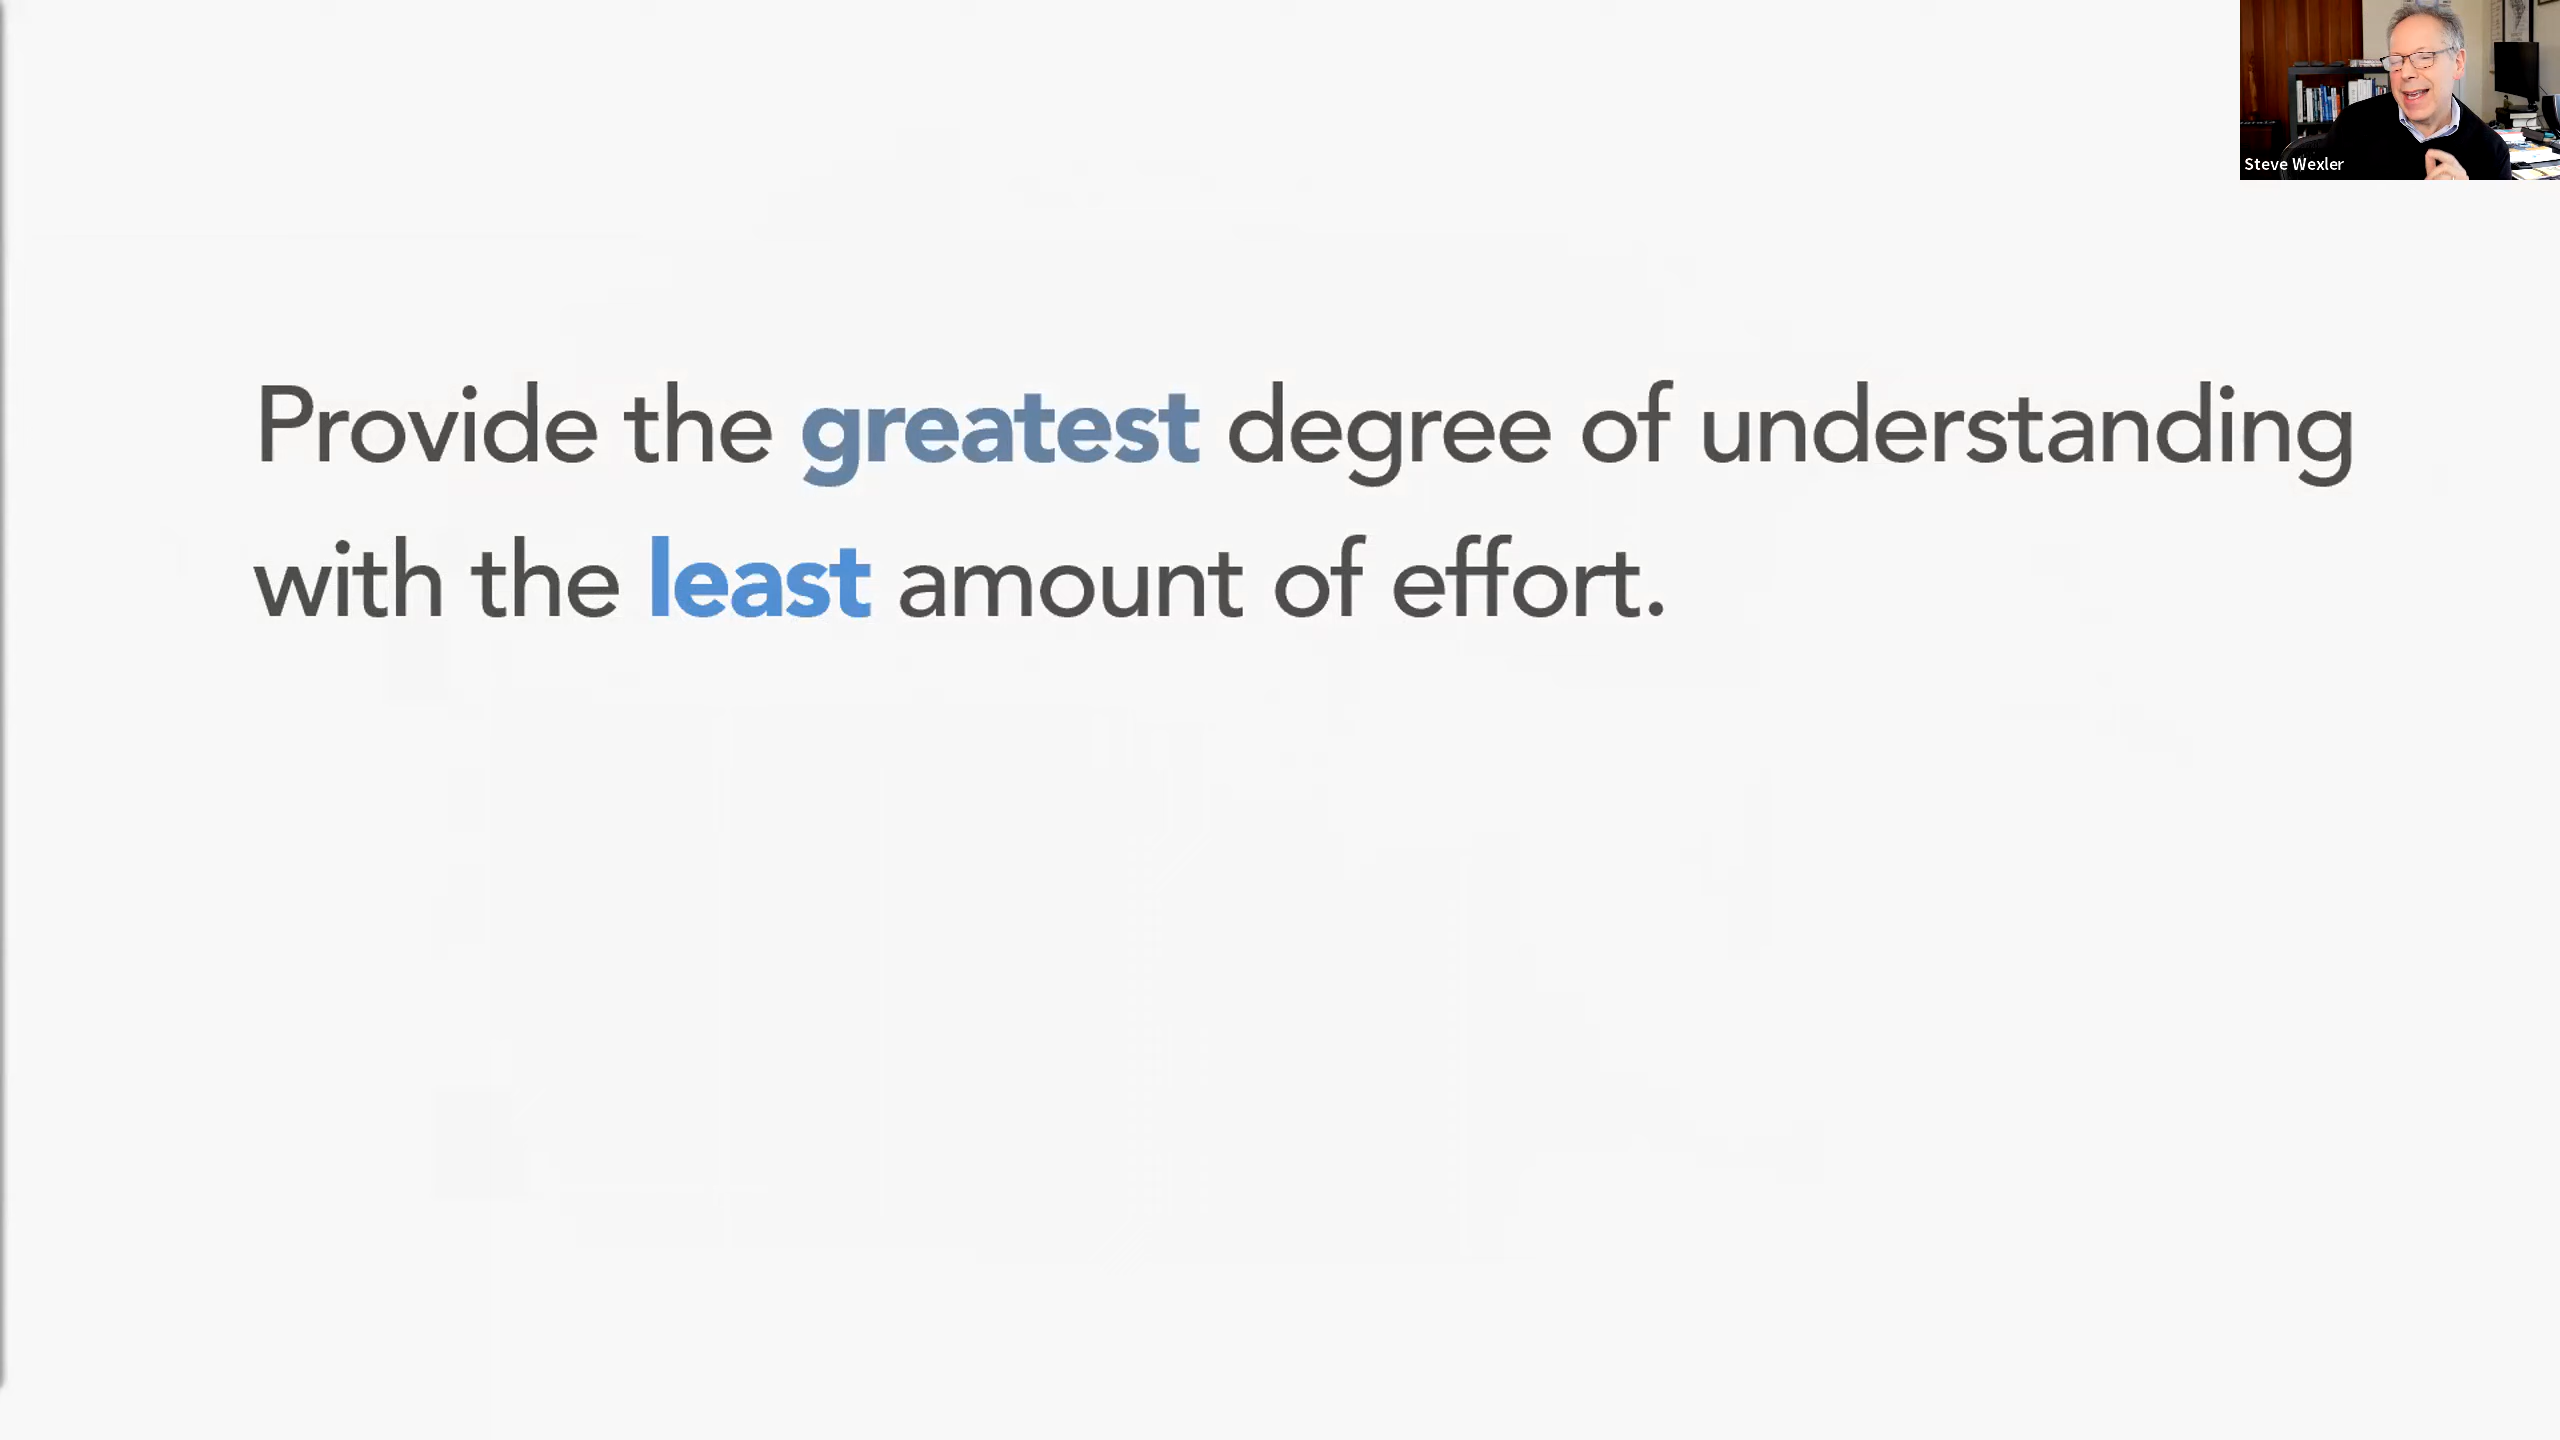 Steve Wexler
Provide the greatest degree of understanding
with the least amount of effort.